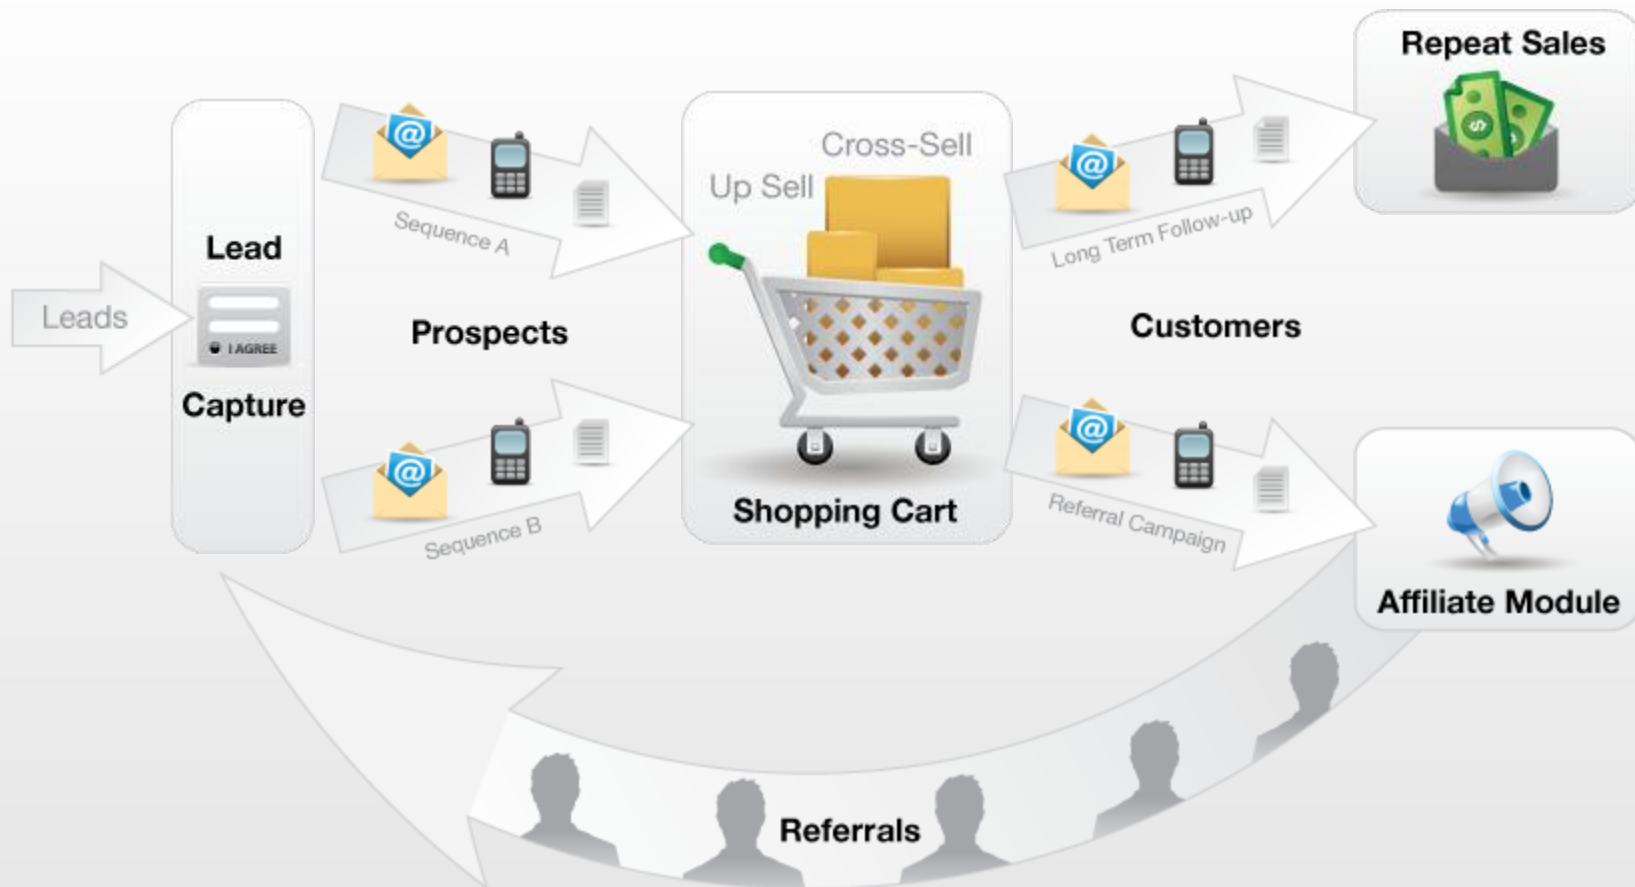 Leads
Lead
I AGREE
Capture
Sequence A
Prospects
Sequence B
Cross-Sell
Up Sell
Shopping Cart
Long Term Follow-up
Customers
Referral Campaign
Repeat Sales
Affiliate Module
Referrals